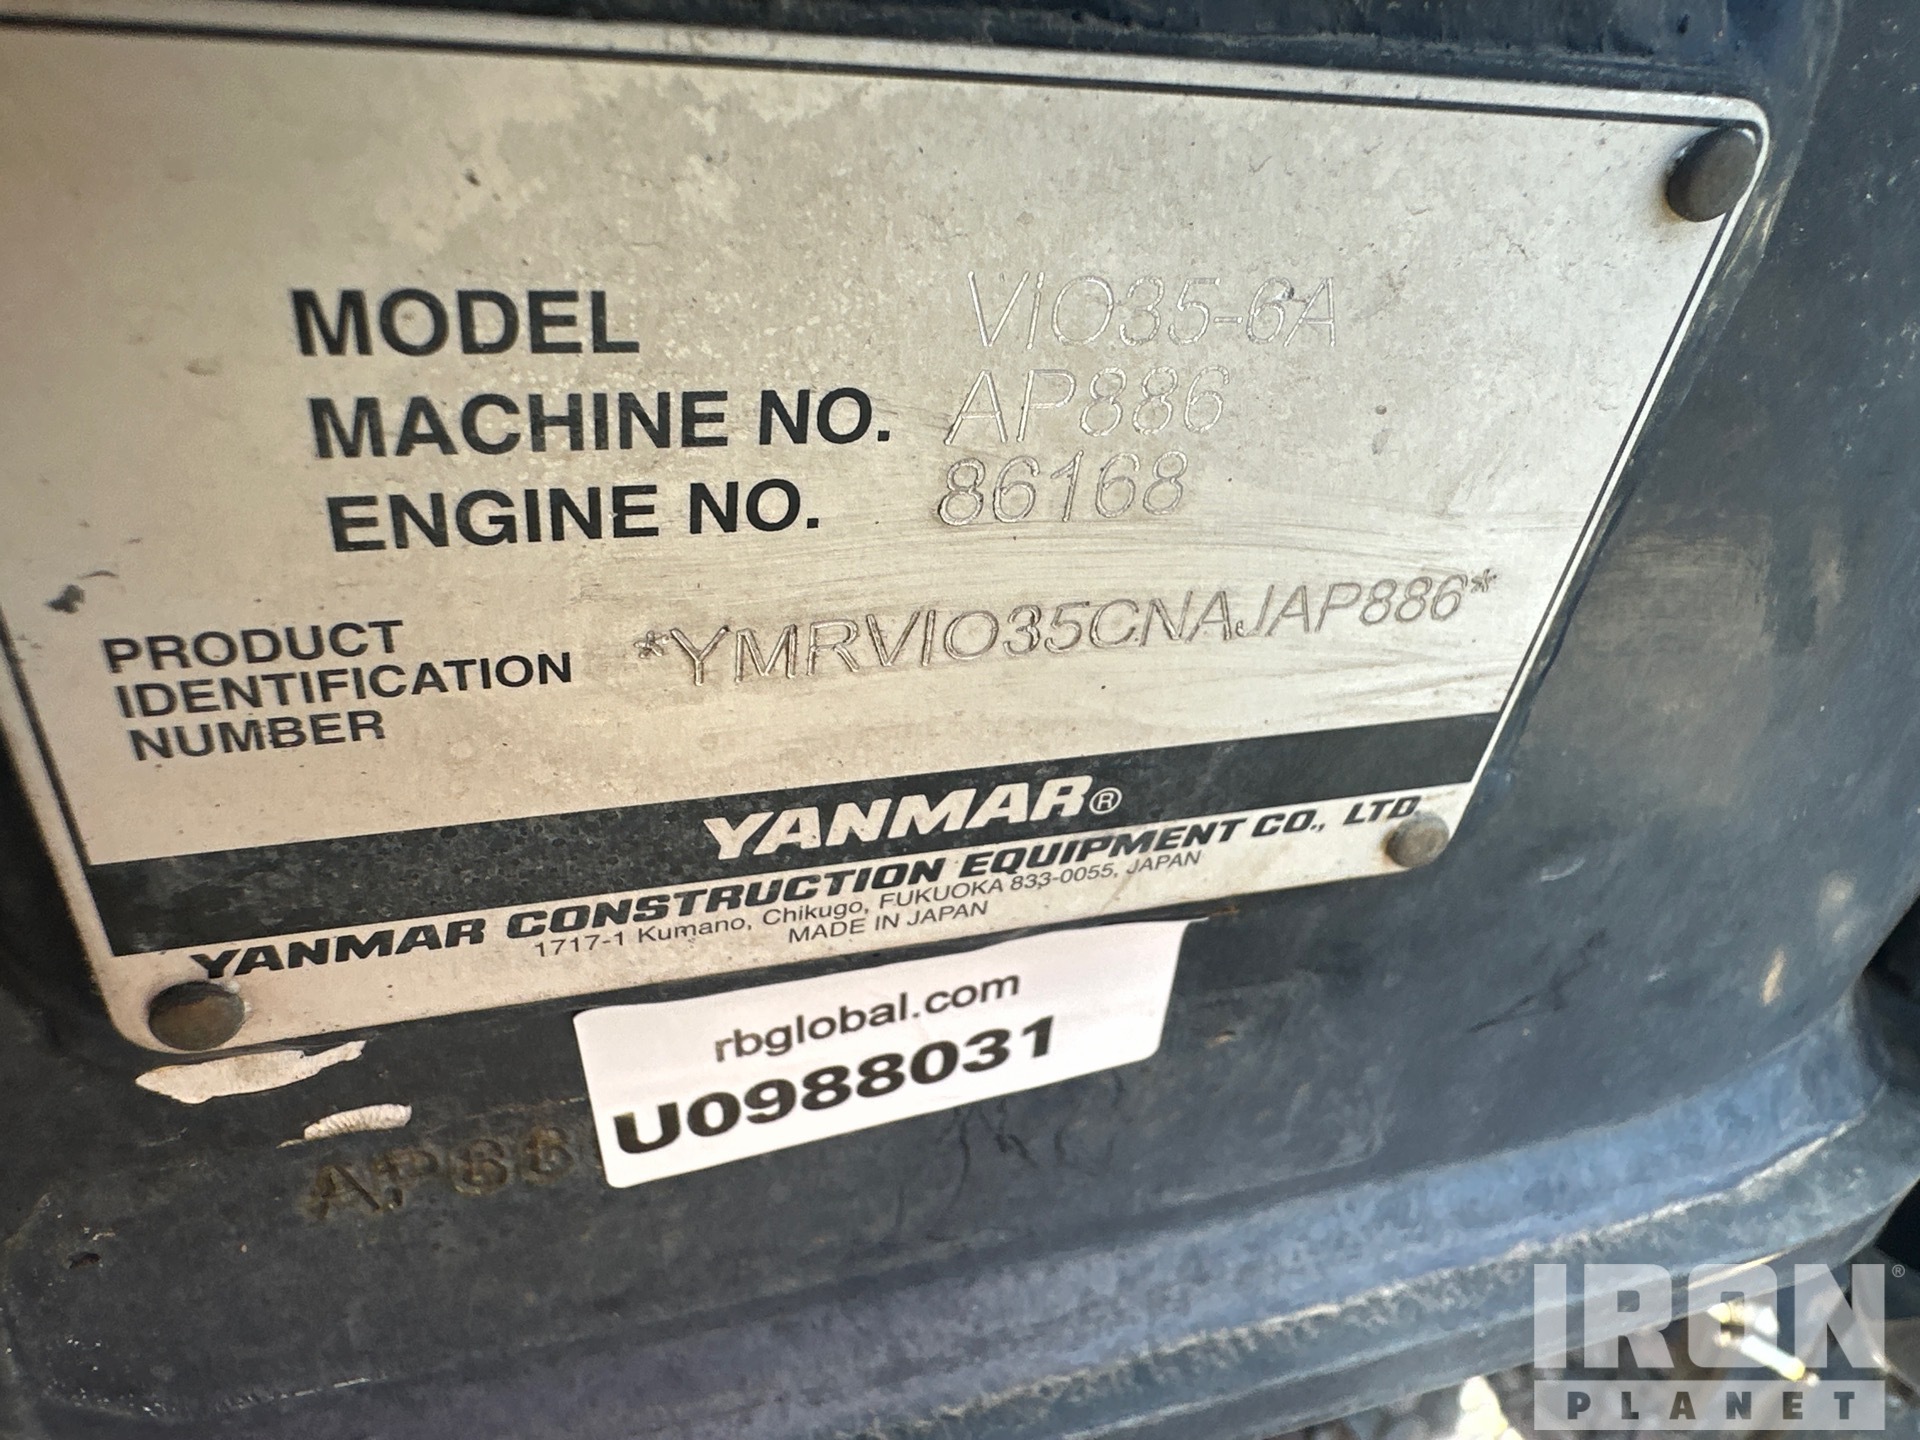 MODEL ViO35-6A
MACHINE NO. AP886
ENGINE NO. 86168
PRODUCT
IDENTIFICATION
NUMBER
*YMRVIO35CNAJAP886*
YANMAR®
YANMAR CONSTRUCTION EQUIPMENT CO., LTD.
1717-1 Kumano, Chikugo, FUKUOKA 833-0055, JAPAN
MADE IN JAPAN
rbglobal.com
U0988031
AP886
IRON®
PLANET